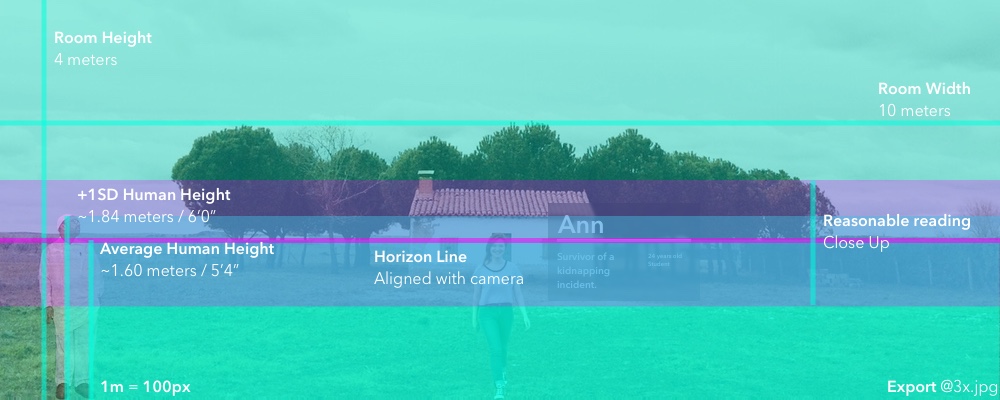 Room Height
4 meters
Room Width
10 meters
+1SD Human Height
~1.84 meters / 6’0”
Average Human Height
~1.60 meters / 5’4”
Horizon Line
Aligned with camera
Ann
Survivor of a
kidnapping
incident.
28 years old
Student
Reasonable reading
Close Up
1m = 100px
Export @3x.jpg